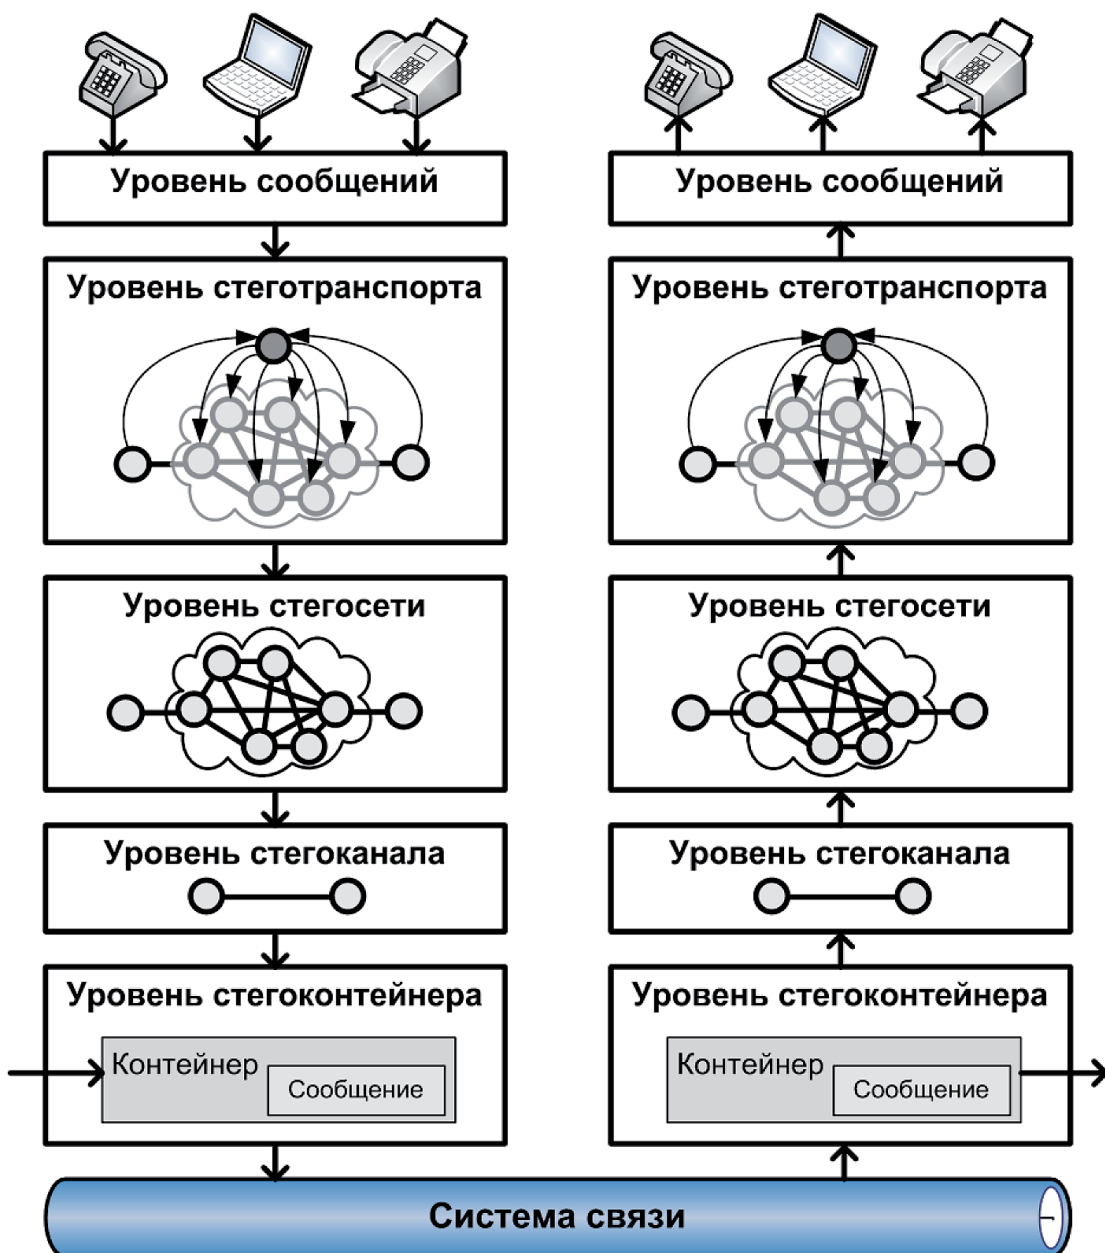 Уровень сообщений
Уровень стеготранспорта
Уровень стегосети
Уровень стегоканала
Уровень стегоконтейнера
Контейнер
Сообщение
Уровень сообщений
Уровень стеготранспорта
Уровень стегосети
Уровень стегоканала
Уровень стегоконтейнера
Контейнер
Сообщение
Система связи